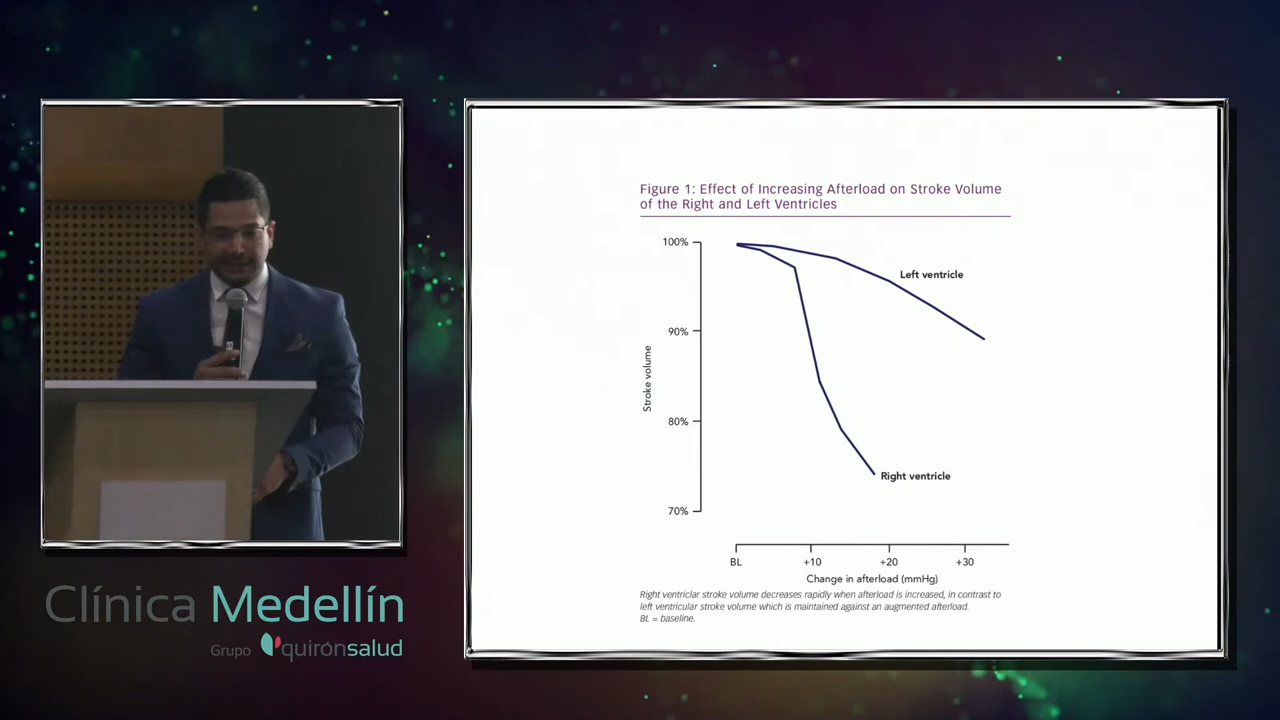 Figure 1: Effect of Increasing Afterload on Stroke Volume
of the Right and Left Ventricles
100%
90%
80%
70%
Stroke volume
Left ventricle
Right ventricle
BL
+10
+20
+30
Change in afterload (mmHg)
Right ventriclar stroke volume decreases rapidly when afterload is increased, in contrast to
left ventricular stroke volume which is maintained against an augmented afterload.
BL = baseline.
Clínica Medellín
Grupo quirónsalud